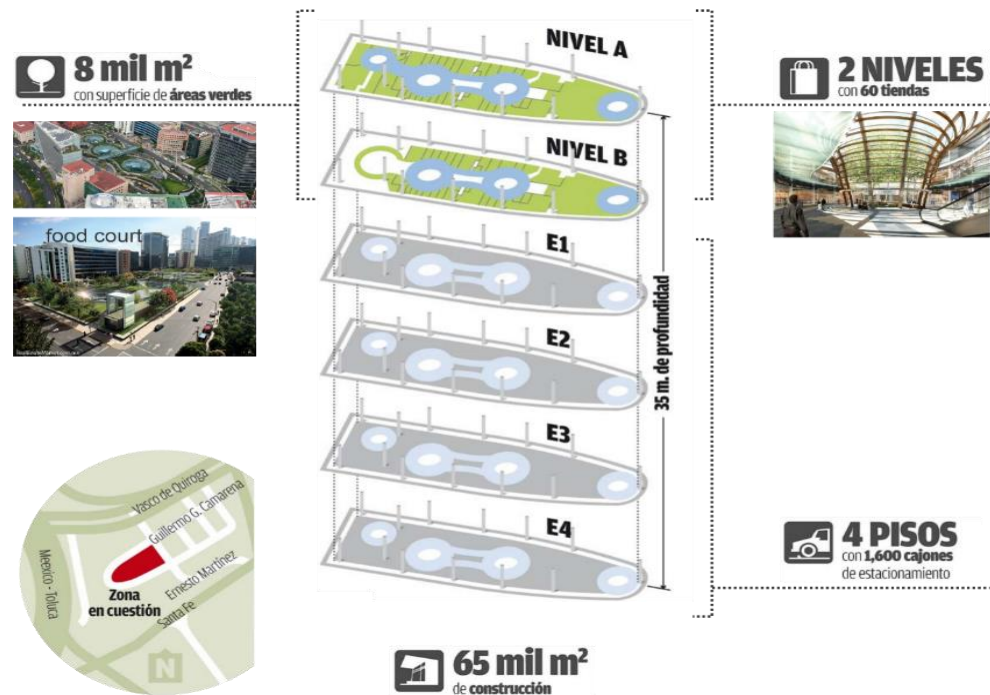 8 mil m²
con superficie de áreas verdes
food court
NIVEL A
NIVEL B
E1
E2
E3
E4
35 m. de profundidad
2 NIVELES
con 60 tiendas
4 PISOS
con 1,600 cajones
de estacionamiento
Vasco de Quiroga
Guillermo G. Camarena
Ernesto Martínez
Santa Fe
Meexico - Toluca
Zona
en cuestión
N
65 mil m²
de construcción